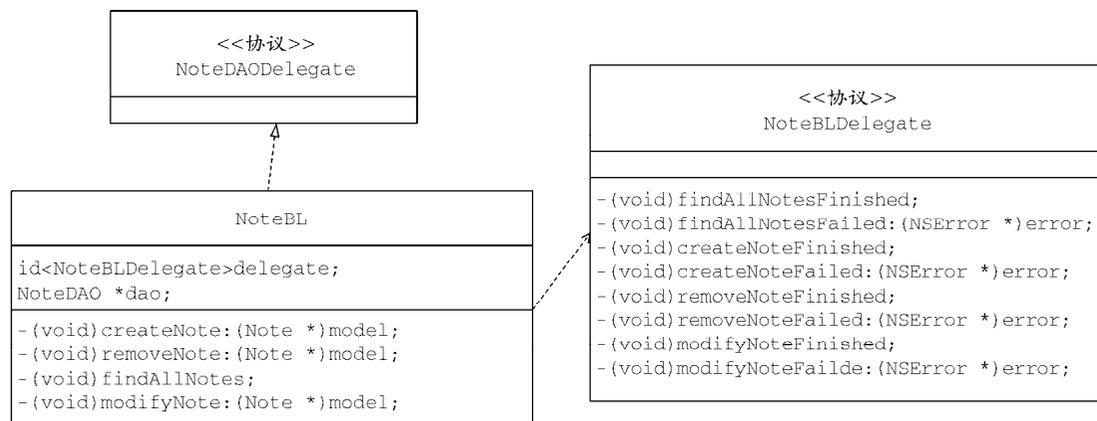 <<协议>>
NoteDAODelegate
NoteBL
id<NoteBLDelegate>delegate;
NoteDAO *dao;
-(void)createNote:(Note *)model;
-(void)removeNote:(Note *)model;
-(void)findAllNotes;
-(void)modifyNote:(Note *)model;
<<协议>>
NoteBLDelegate
-(void)findAllNotesFinished;
-(void)findAllNotesFailed:(NSError *)error;
-(void)createNoteFinished;
-(void)createNoteFailed:(NSError *)error;
-(void)removeNoteFinished;
-(void)removeNoteFailed:(NSError *)error;
-(void)modifyNoteFinished;
-(void)modifyNoteFailde:(NSError *)error;